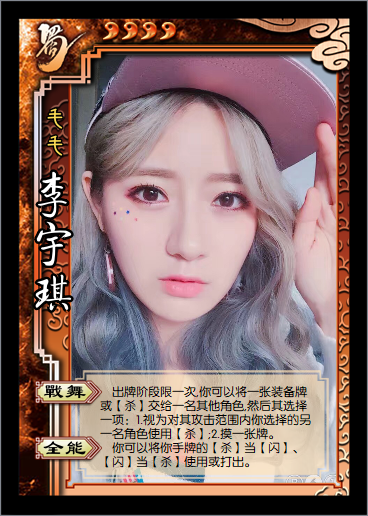 蜀
毛毛
李宇琪
戰舞
出牌阶段限一次,你可以将一张装备牌
或【杀】交给一名其他角色,然后其选择
一项：1.视为对其攻击范围内你选择的另
一名角色使用【杀】;2.摸一张牌。
全能
你可以将你手牌的【杀】当【闪】、
【闪】当【杀】使用或打出。